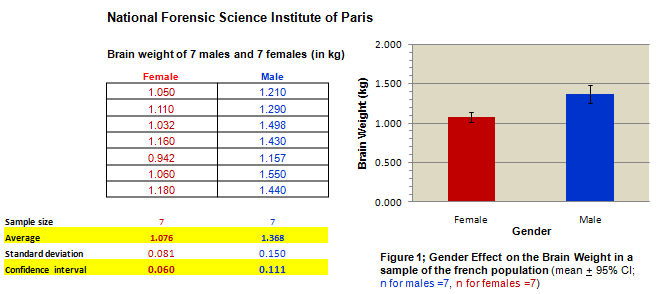 National Forensic Science Institute of Paris
Brain weight of 7 males and 7 females (in kg)
Female Male
1.050 1.210
1.110 1.290
1.032 1.498
1.160 1.430
0.942 1.157
1.060 1.550
1.180 1.440
Sample size 7 7
Average 1.076 1.368
Standard deviation 0.081 0.150
Confidence interval 0.060 0.111
Brain Weight (kg)
2.000
1.500
1.000
0.500
0.000
Female Male
Gender
Figure 1; Gender Effect on the Brain Weight in a
sample of the french population (mean + 95% CI;
n for males =7, n for females =7)